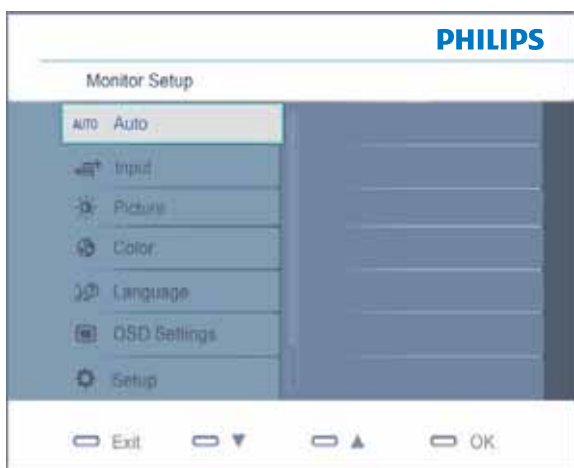 PHILIPS
Monitor Setup
AUTO Auto
Input
Picture
Color
Language
OSD Settings
Setup
Exit ▼ ▲ OK